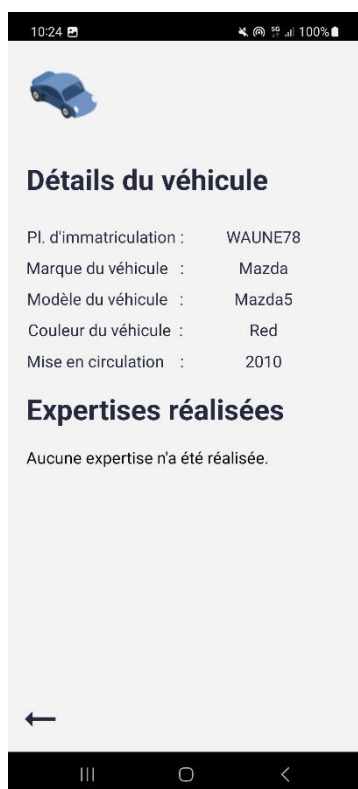 10:24 5G 100%
Détails du véhicule
Pl. d'immatriculation : WAUNE78
Marque du véhicule : Mazda
Modèle du véhicule : Mazda5
Couleur du véhicule : Red
Mise en circulation : 2010
Expertises réalisées
Aucune expertise n'a été réalisée.